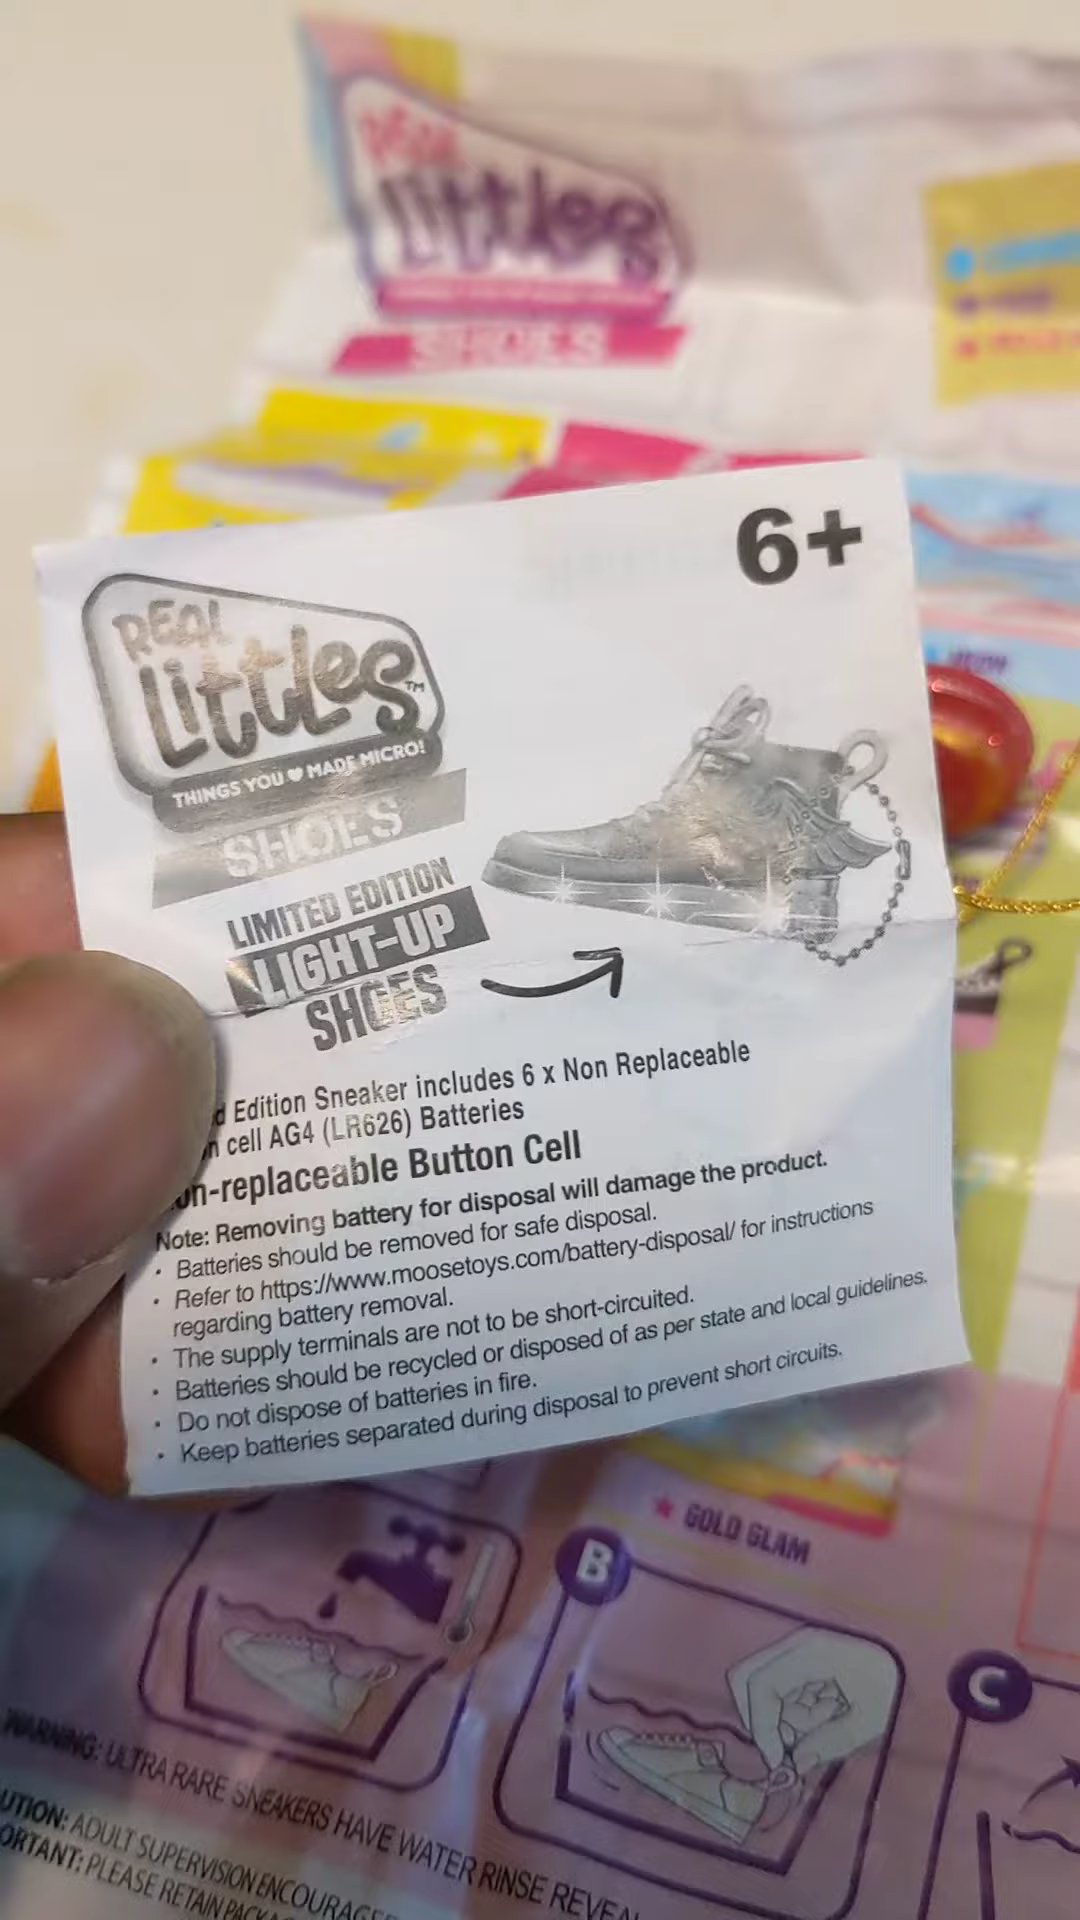 REAL
Littles
SHOES
6+
REAL
Littles™
THINGS YOU ♥ MADE MICRO!
SHOES
LIMITED EDITION
LIGHT-UP
SHOES
d Edition Sneaker includes 6 x Non Replaceable
n cell AG4 (LR626) Batteries
on-replaceable Button Cell
Note: Removing battery for disposal will damage the product.
• Batteries should be removed for safe disposal.
• Refer to https://www.moosetoys.com/battery-disposal/ for instructions
regarding battery removal.
• The supply terminals are not to be short-circuited.
• Batteries should be recycled or disposed of as per state and local guidelines.
• Do not dispose of batteries in fire.
• Keep batteries separated during disposal to prevent short circuits.
★ GOLD GLAM
B
C
WARNING: ULTRA RARE SNEAKERS HAVE WATER RINSE REVEA
UTION: ADULT SUPERVISION ENCOURAGE
ORTANT: PLEASE RETAIN PACKA